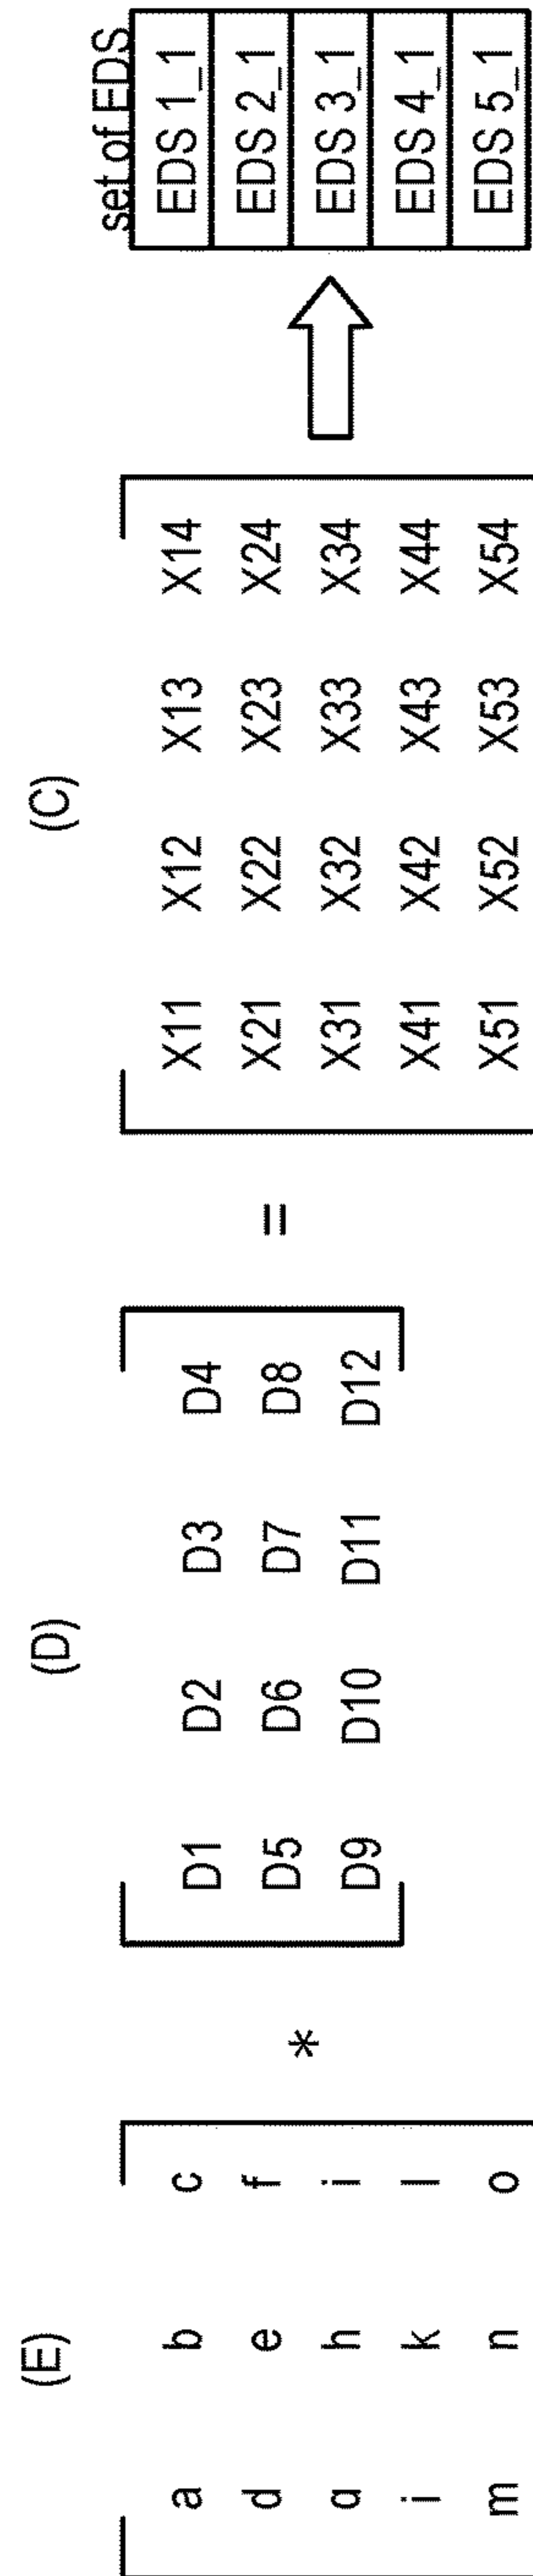 (E) (D) (C) set of EDS
a b c D1 D2 D3 D4 X11 X12 X13 X14 EDS 1_1
d e f * D5 D6 D7 D8 = X21 X22 X23 X24 EDS 2_1
g h i D9 D10 D11 D12 X31 X32 X33 X34 EDS 3_1
j k l X41 X42 X43 X44 EDS 4_1
m n o X51 X52 X53 X54 EDS 5_1